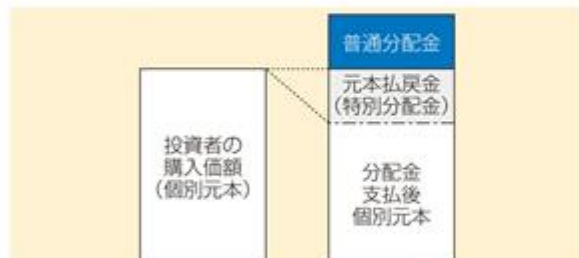 普通分配金
元本払戻金
(特別分配金)
投資者の
購入価額
(個別元本)
分配金
支払後
個別元本